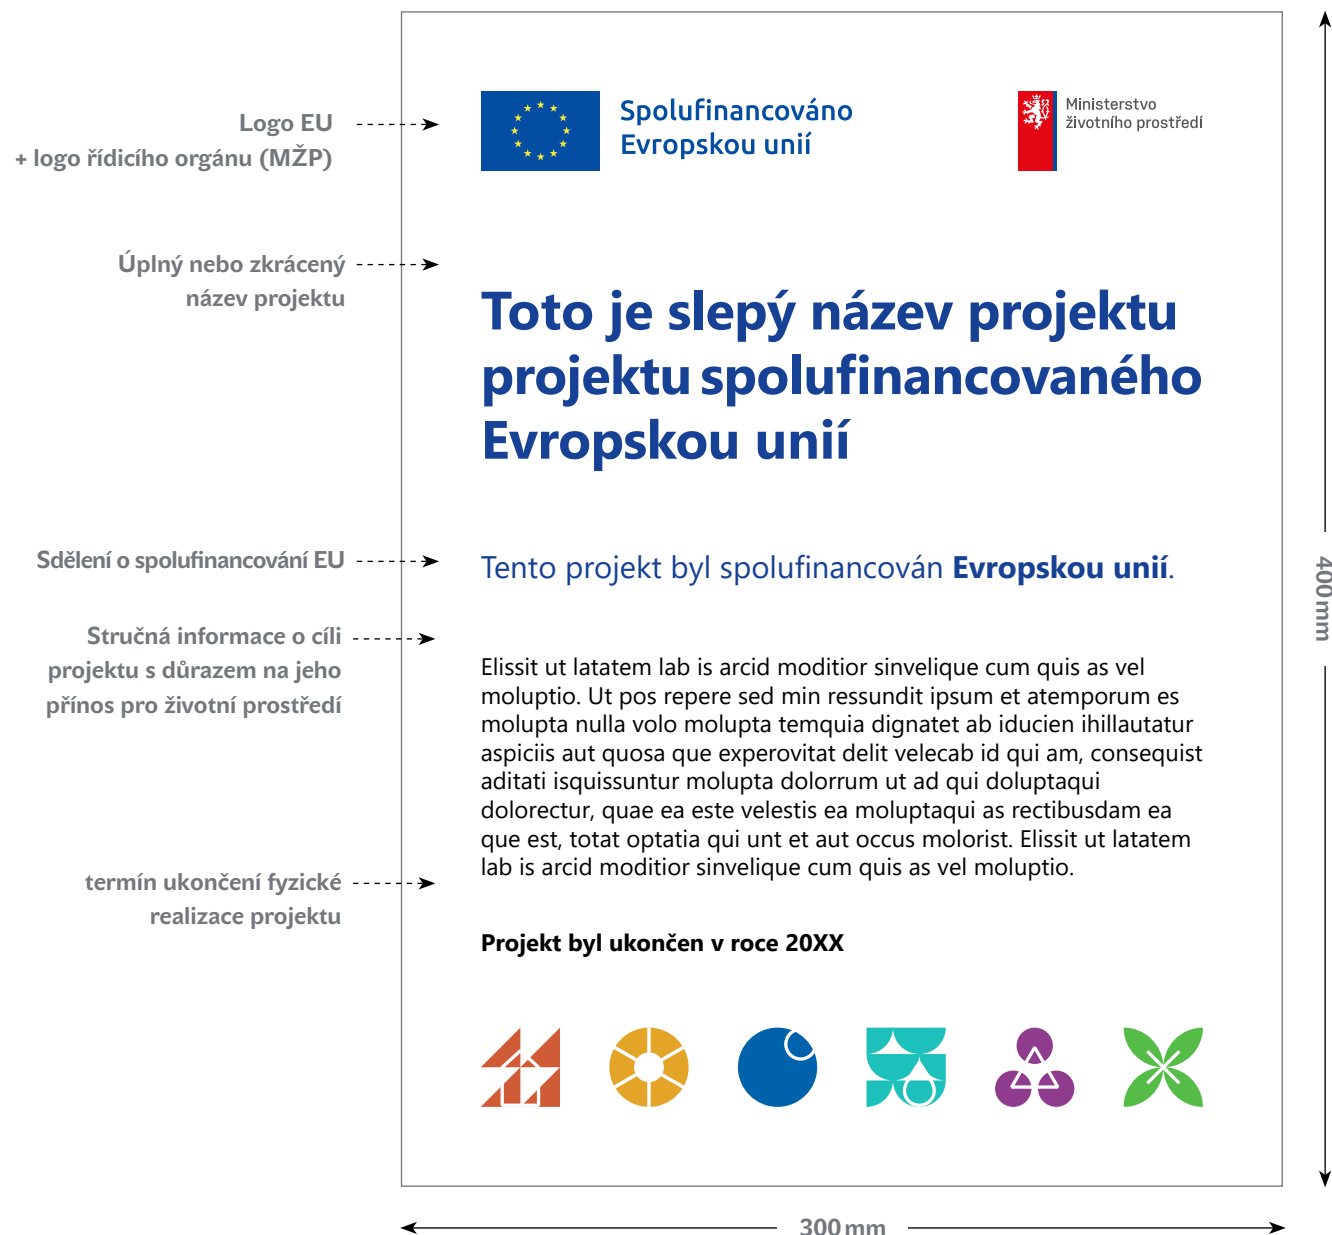 Logo EU
+ logo řídicího orgánu (MŽP)
Spolufinancováno
Evropskou unií
Ministerstvo
životního prostředí
Úplný nebo zkrácený
název projektu
Toto je slepý název projektu
projektu spolufinancovaného
Evropskou unií
Sdělení o spolufinancování EU
Tento projekt byl spolufinancován Evropskou unií.
Stručná informace o cíli
projektu s důrazem na jeho
přínos pro životní prostředí
Elissit ut latatem lab is arcid moditior sinvelique cum quis as vel
moluptio. Ut pos repere sed min ressundit ipsum et atemporum es
molupta nulla volo molupta temquia dignatet ab iducien ihillautatur
aspiciis aut quosa que experovitat delit velecab id qui am, consequist
aditati isquissuntur molupta dolorrum ut ad qui doluptaqui
dolorectur, quae ea este velestis ea moluptaqui as rectibusdam ea
que est, totat optatia qui unt et aut occus molorist. Elissit ut latatem
lab is arcid moditior sinvelique cum quis as vel moluptio.
termín ukončení fyzické
realizace projektu
Projekt byl ukončen v roce 20XX
400 mm
300 mm